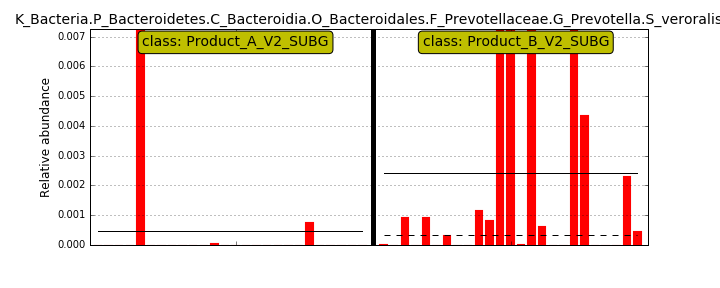 K_Bacteria.P_Bacteroidetes.C_Bacteroidia.O_Bacteroidales.F_Prevotellaceae.G_Prevotella.S_veroralis
class: Product_A_V2_SUBG
class: Product_B_V2_SUBG
Relative abundance
0.007
0.006
0.005
0.004
0.003
0.002
0.001
0.000